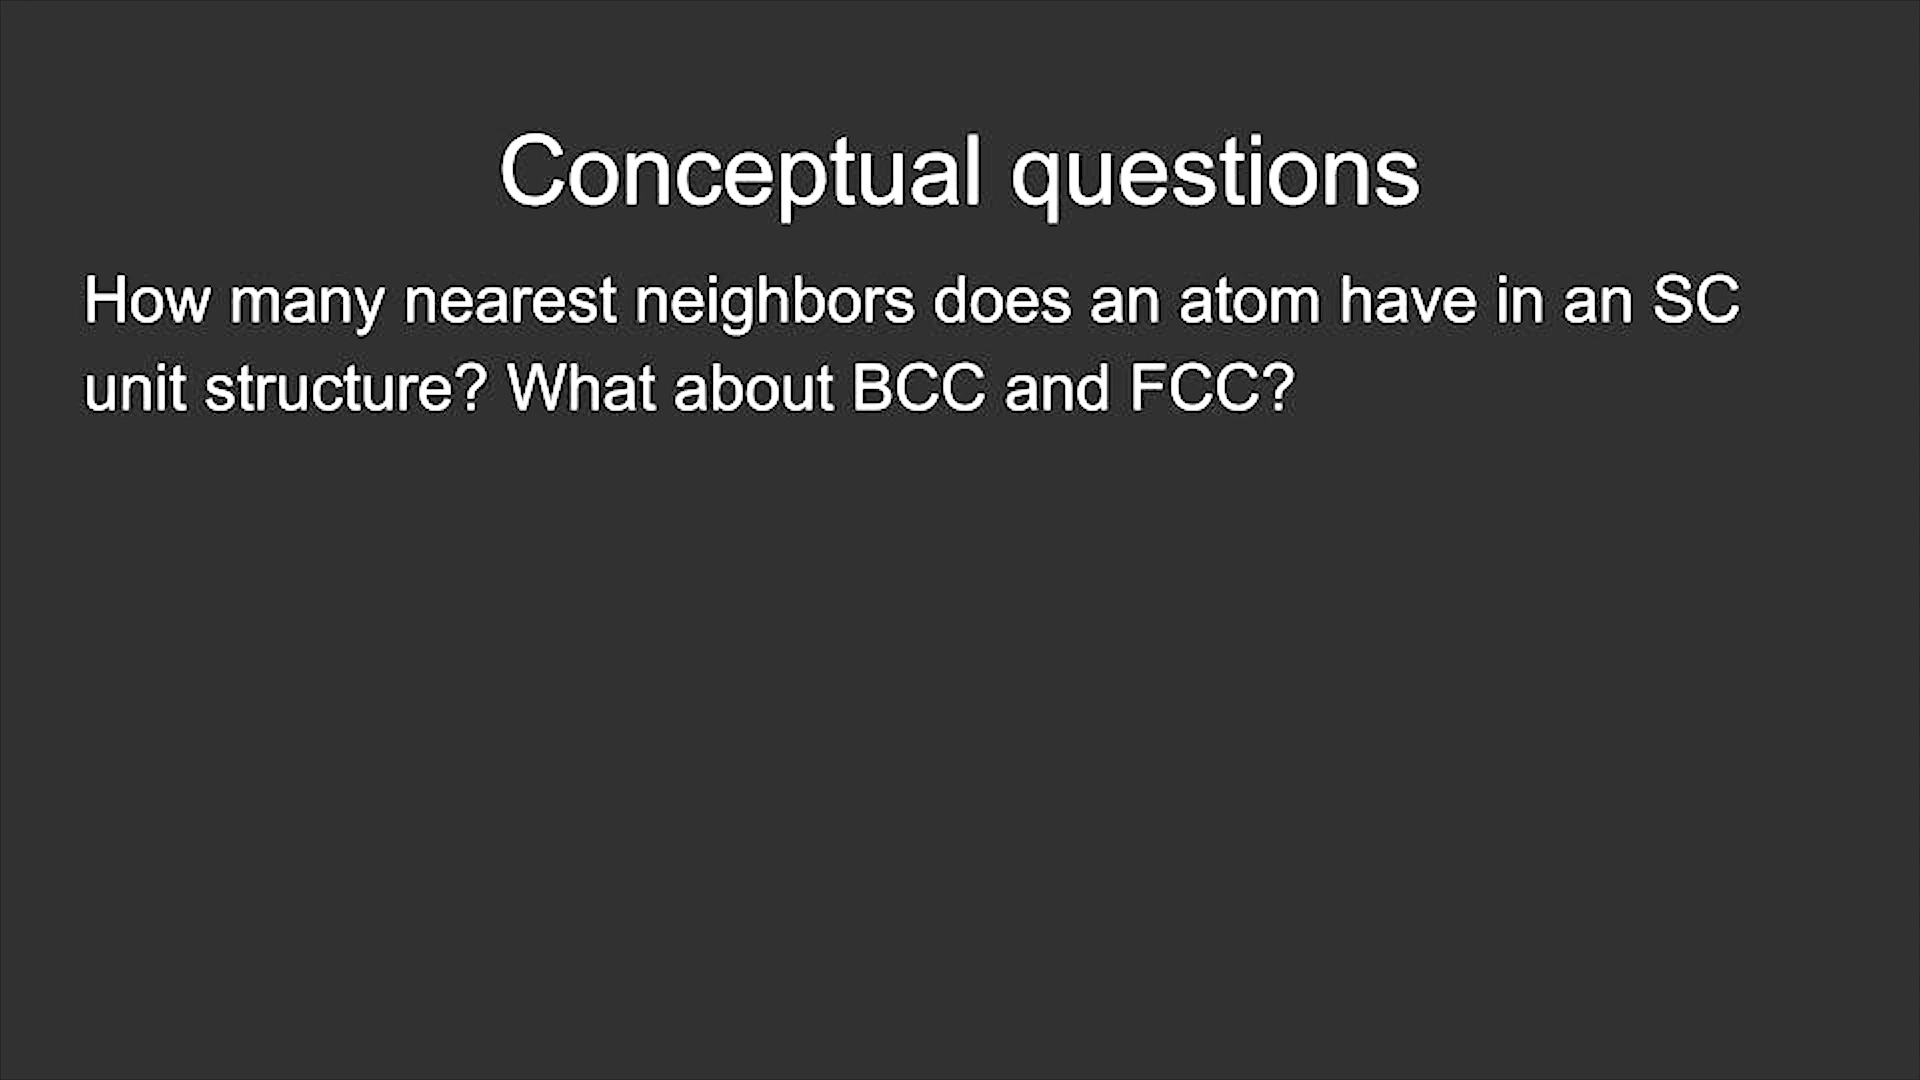 Conceptual questions
How many nearest neighbors does an atom have in an SC
unit structure? What about BCC and FCC?